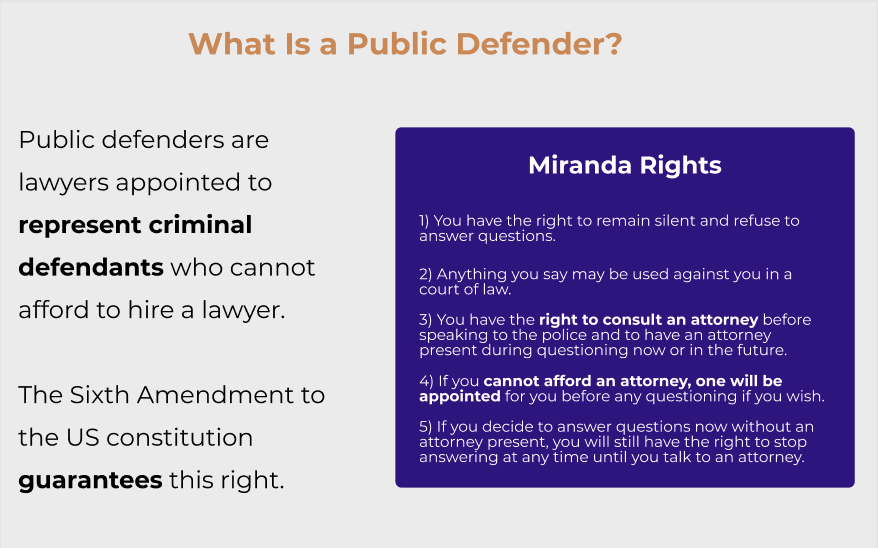 What Is a Public Defender?
Public defenders are
lawyers appointed to
represent criminal
defendants who cannot
afford to hire a lawyer.
The Sixth Amendment to
the US constitution
guarantees this right.
Miranda Rights
1) You have the right to remain silent and refuse to
answer questions.
2) Anything you say may be used against you in a
court of law.
3) You have the right to consult an attorney before
speaking to the police and to have an attorney
present during questioning now or in the future.
4) If you cannot afford an attorney, one will be
appointed for you before any questioning if you wish.
5) If you decide to answer questions now without an
attorney present, you will still have the right to stop
answering at any time until you talk to an attorney.